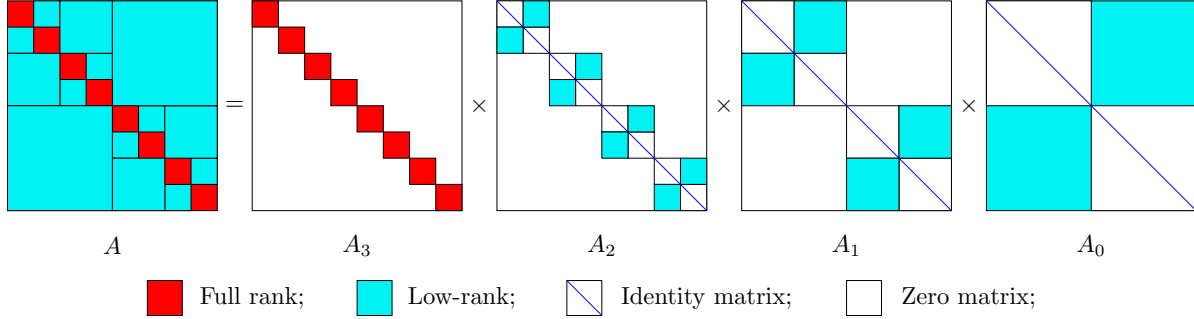 = × × ×
A A₃ A₂ A₁ A₀
Full rank; Low-rank; Identity matrix; Zero matrix;